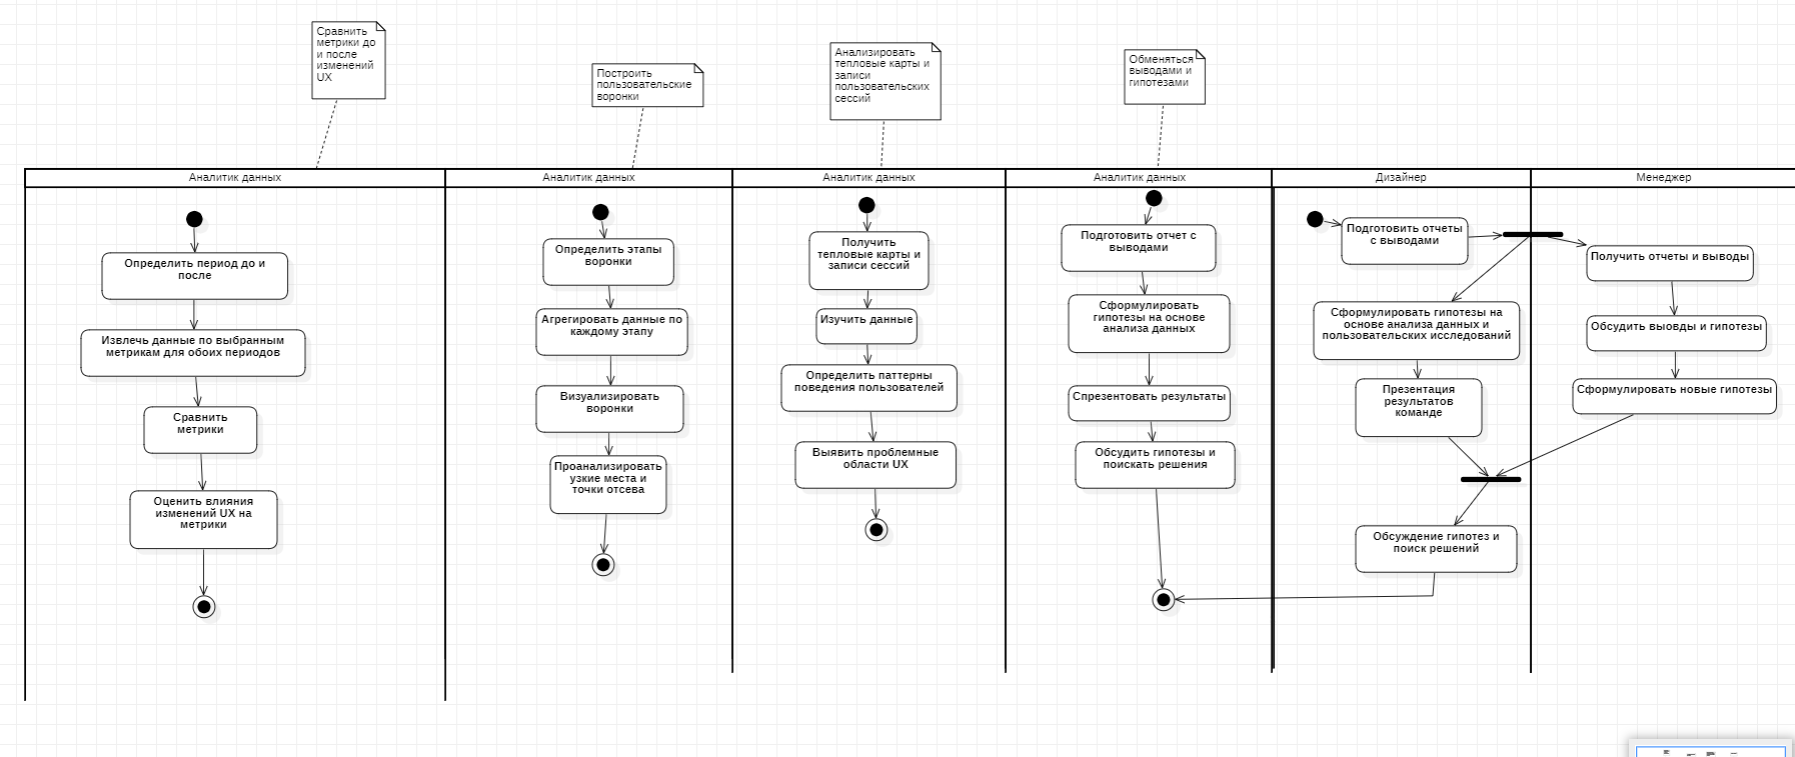 Сравнить
метрики до
и после
изменений
UX
Построить
пользовательские
воронки
Анализировать
тепловые карты и
записи
пользовательских
сессий
Обменяться
выводами и
гипотезами
Аналитик данных
Аналитик данных
Аналитик данных
Аналитик данных
Дизайнер
Менеджер
Определить период до и
после
Извлечь данные по выбранным
метрикам для обоих периодов
Сравнить
метрики
Оценить влияния
изменений UX на
метрики
Определить этапы
воронки
Агрегировать данные по
каждому этапу
Визуализировать
воронки
Проанализировать
узкие места и
точки отсева
Получить
тепловые карты и
записи сессий
Изучить данные
Определить паттерны
поведения пользователей
Выявить проблемные
области UX
Подготовить отчет с
выводами
Сформулировать
гипотезы на основе
анализа данных
Спрезентовать результаты
Обсудить гипотезы и
поискать решения
Подготовить отчеты
с выводами
Сформулировать гипотезы на
основе анализа данных и
пользовательских исследований
Презентация
результатов
команде
Обсуждение гипотез и
поиск решений
Получить отчеты и выводы
Обсудить выовды и гипотезы
Сформулировать новые гипотезы